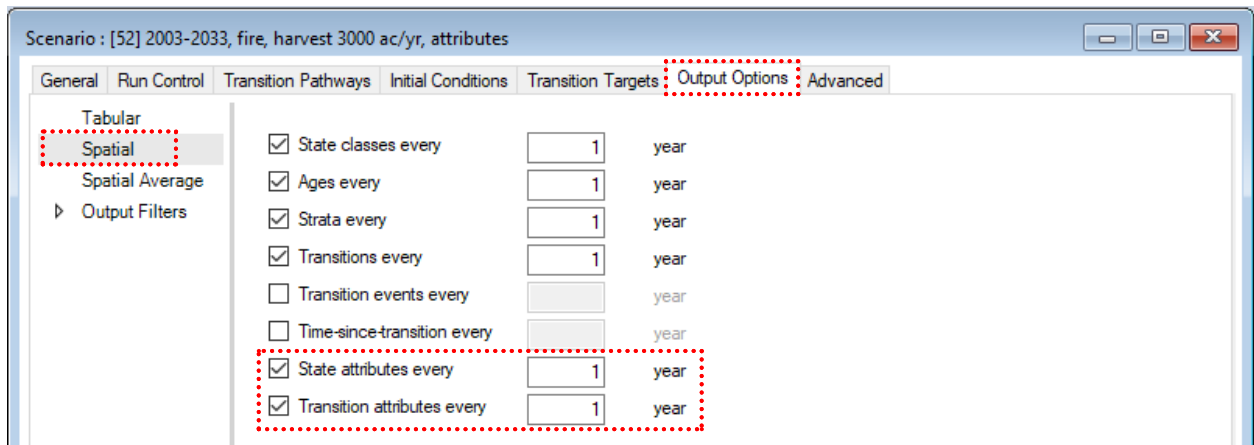 Scenario : [52] 2003-2033, fire, harvest 3000 ac/yr, attributes
General Run Control Transition Pathways Initial Conditions Transition Targets Output Options Advanced
Tabular
Spatial
Spatial Average
Output Filters
State classes every 1 year
Ages every 1 year
Strata every 1 year
Transitions every 1 year
Transition events every year
Time-since-transition every year
State attributes every 1 year
Transition attributes every 1 year